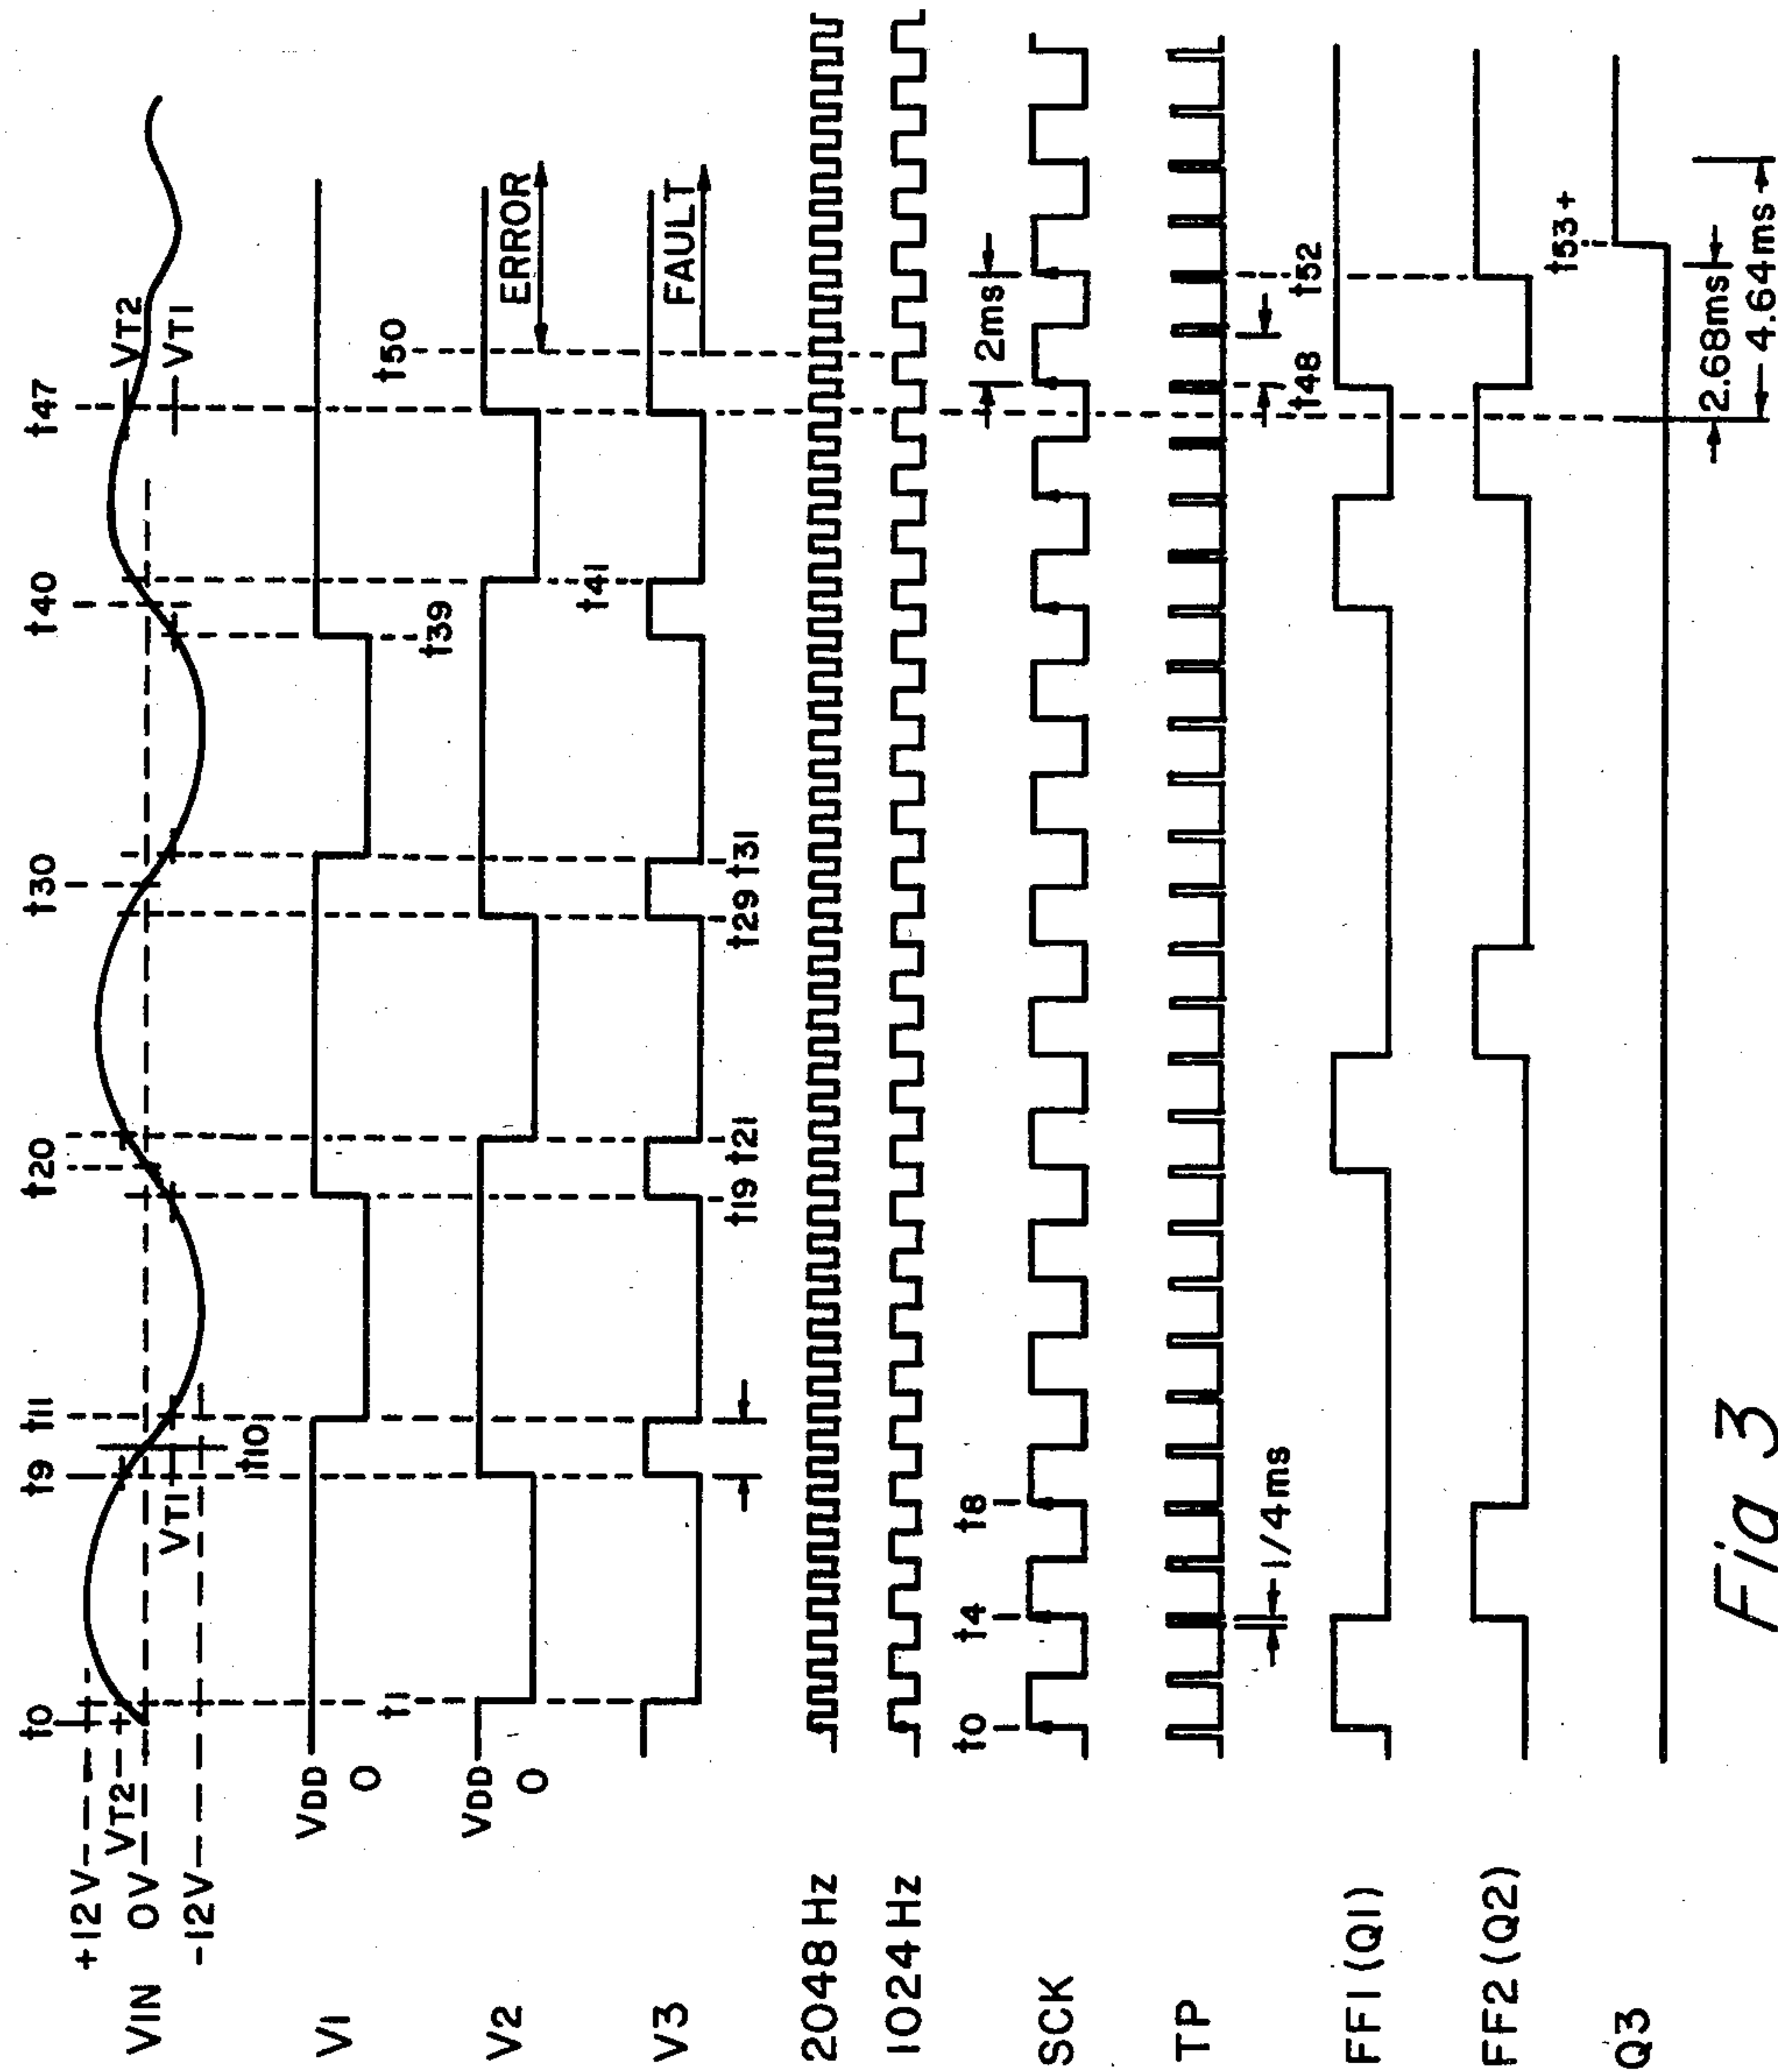 t0
t9
t11
t20
t30
t40
t47
+12V
VT2
0V
-12V
VIN
VT1
t10
VT2
VT1
V1
VDD
0
t1
t39
t50
V2
VDD
0
ERROR
t41
V3
FAULT
t19
t21
t29
t31
2048 Hz
1024 Hz
SCK
t0
t4
t8
2ms
TP
1/4ms
t48
t52
FF1 (Q1)
FF2 (Q2)
Q3
t53+
2.68ms
4.64ms
Fig 3